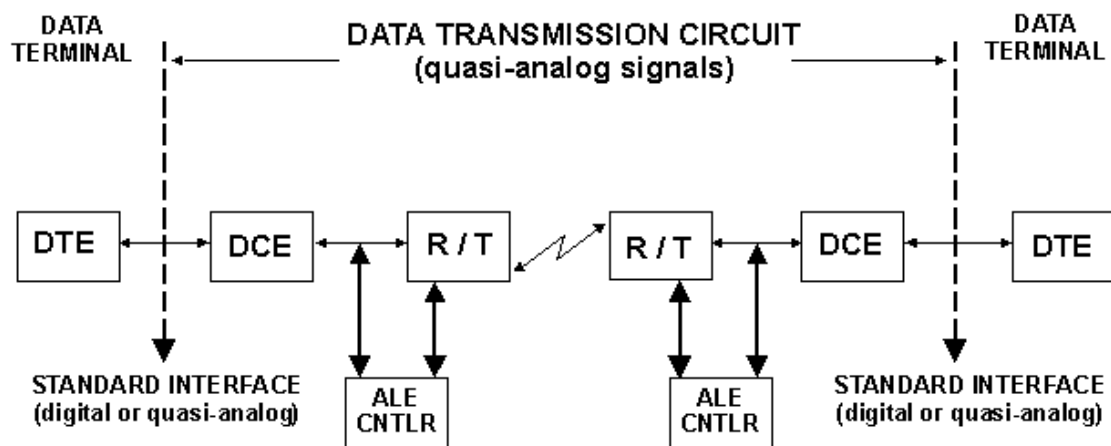 DATA
TERMINAL
DATA TRANSMISSION CIRCUIT
(quasi-analog signals)
DATA
TERMINAL
DTE
DCE
R / T
R / T
DCE
DTE
STANDARD INTERFACE
(digital or quasi-analog)
ALE
CNTLR
ALE
CNTLR
STANDARD INTERFACE
(digital or quasi-analog)